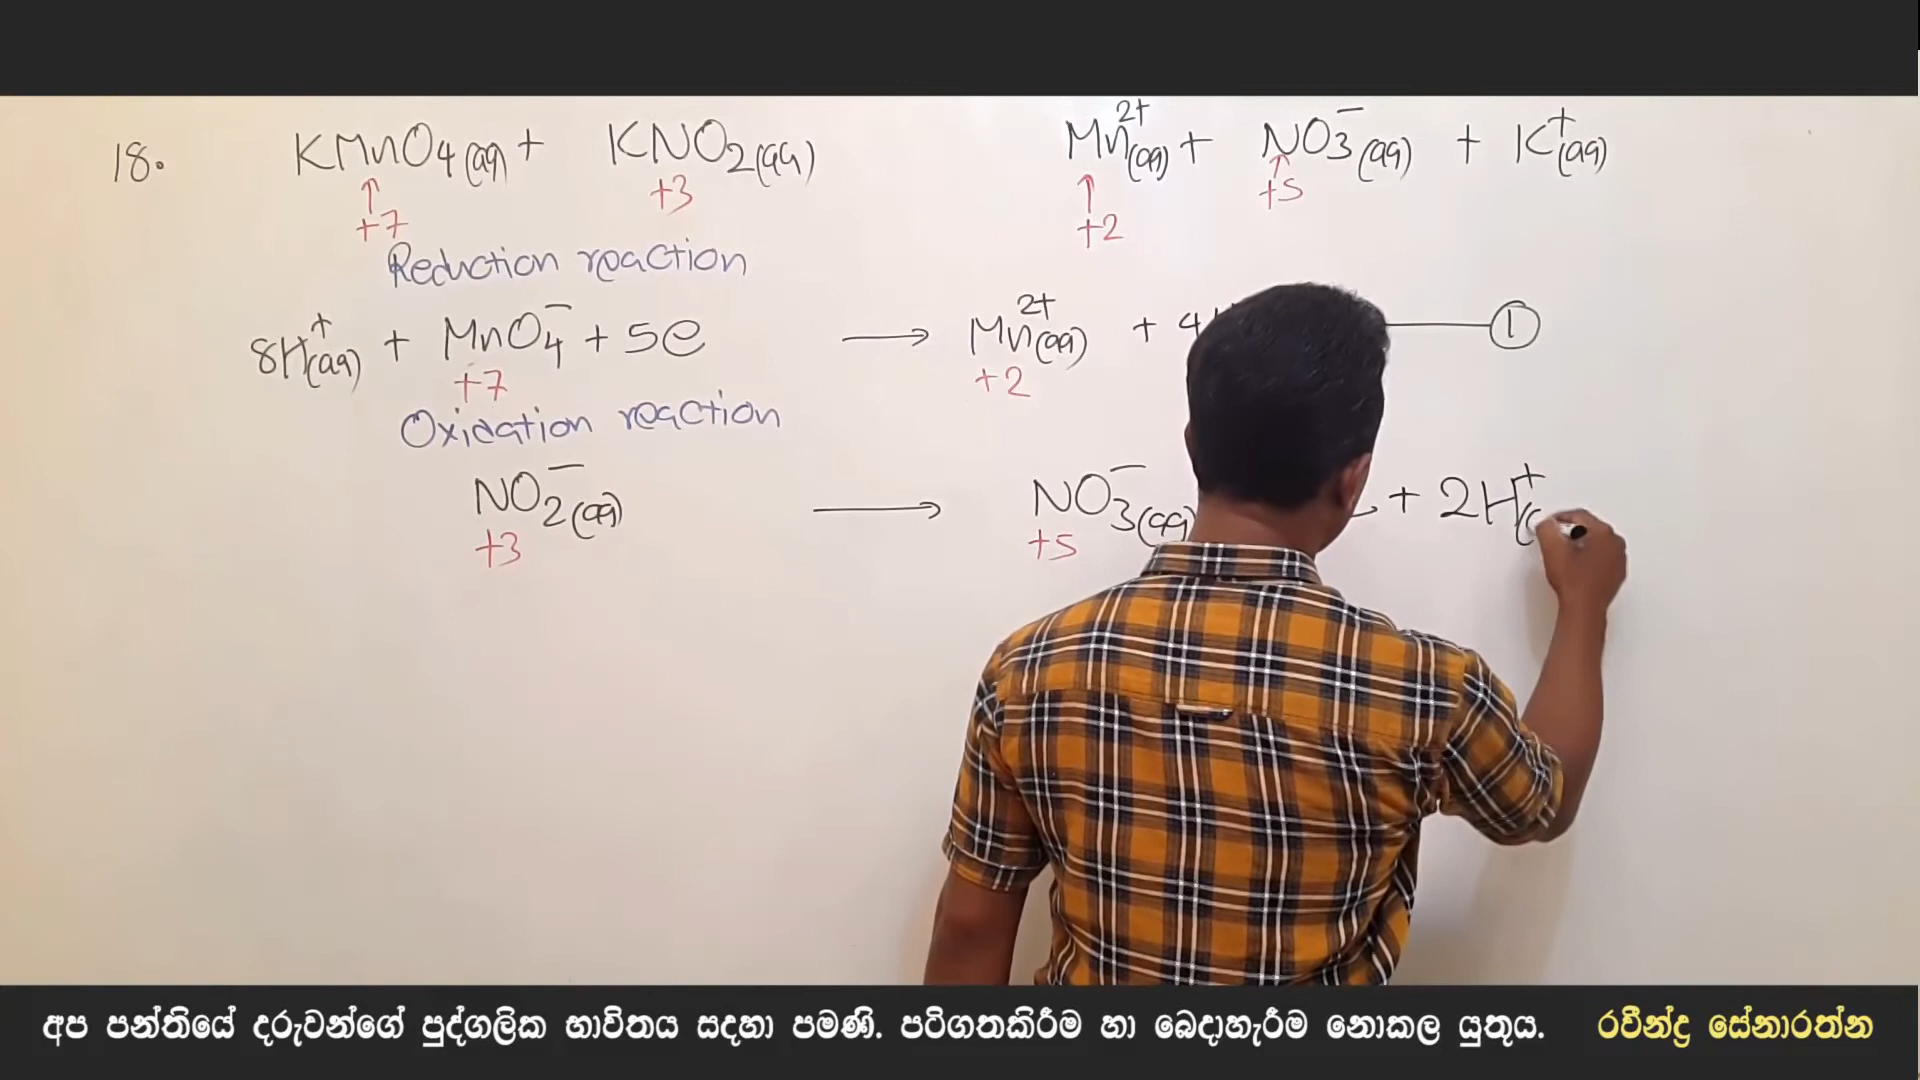 18. KMnO₄(aq) + KNO₂(aq) Mn²⁺(aq) + NO₃⁻(aq) + K⁺(aq)
+7 +3 +2 +5
Reduction reaction
8H⁺(aq) + MnO₄⁻ + 5e → Mn²⁺(aq) + 4 ①
+7 +2
Oxidation reaction
NO₂⁻(aq) → NO₃⁻(aq) + 2H⁺
+3 +5
අප පන්තියේ දරුවන්ගේ පුද්ගලික භාවිතය සදහා පමණි. පටිගතකිරීම හා බෙදාහැරීම නොකල යුතුය. රවීන්ද්‍ර සේනාරත්න